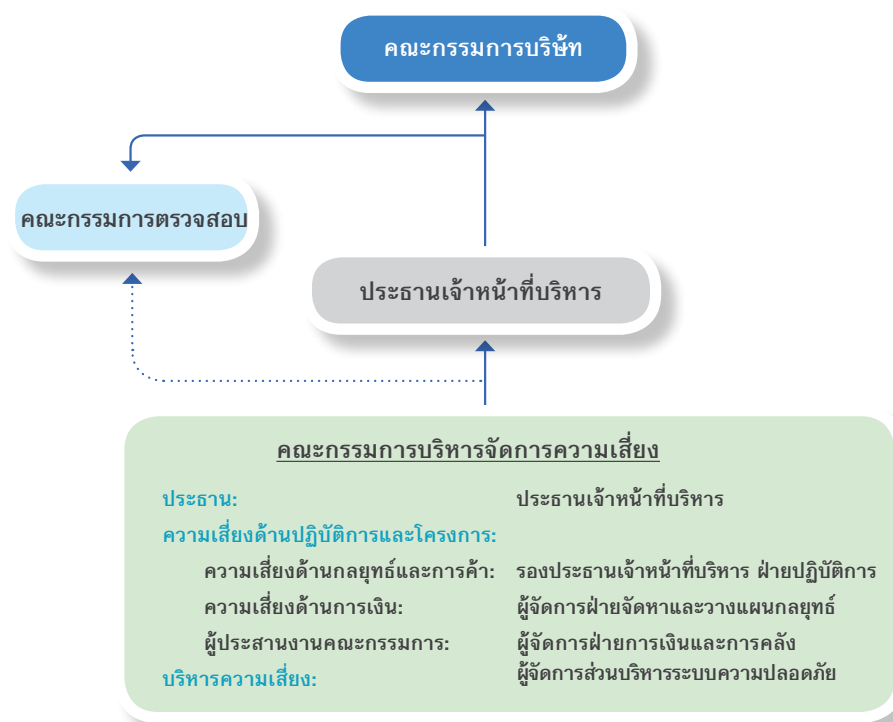 คณะกรรมการบริษัท
คณะกรรมการตรวจสอบ
ประธานเจ้าหน้าที่บริหาร
คณะกรรมการบริหารจัดการความเสี่ยง
ประธาน: ประธานเจ้าหน้าที่บริหาร
ความเสี่ยงด้านปฏิบัติการและโครงการ:
ความเสี่ยงด้านกลยุทธ์และการค้า: รองประธานเจ้าหน้าที่บริหาร ฝ่ายปฏิบัติการ
ความเสี่ยงด้านการเงิน: ผู้จัดการฝ่ายจัดหาและวางแผนกลยุทธ์
ผู้ประสานงานคณะกรรมการ: ผู้จัดการฝ่ายการเงินและการคลัง
บริหารความเสี่ยง: ผู้จัดการส่วนบริหารระบบความปลอดภัย